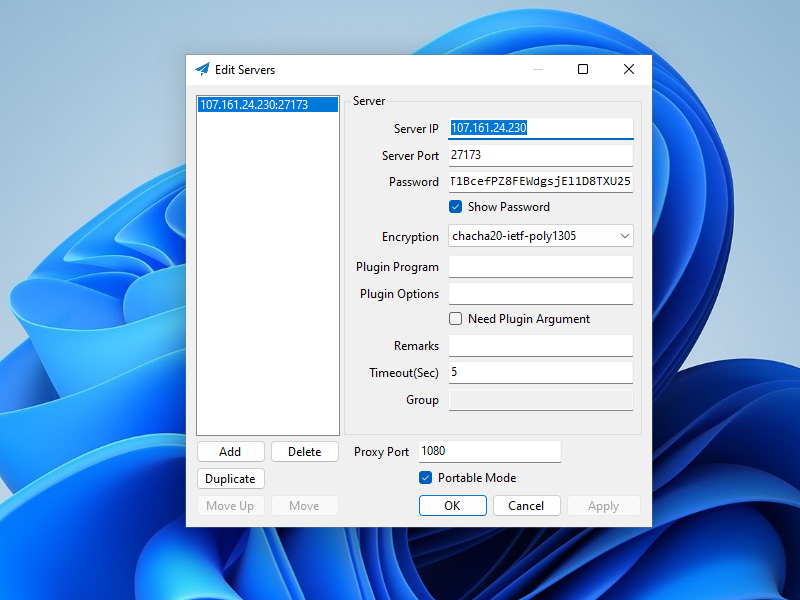 Edit Servers
107.161.24.230:27173
Server
Server IP 107.161.24.230
Server Port 27173
Password T1BcefPZ8FEWdgsjEl1D8TXU25
Show Password
Encryption chacha20-ietf-poly1305
Plugin Program
Plugin Options
Need Plugin Argument
Remarks
Timeout(Sec) 5
Group
Add Delete Proxy Port 1080
Duplicate Portable Mode
Move Up Move OK Cancel Apply